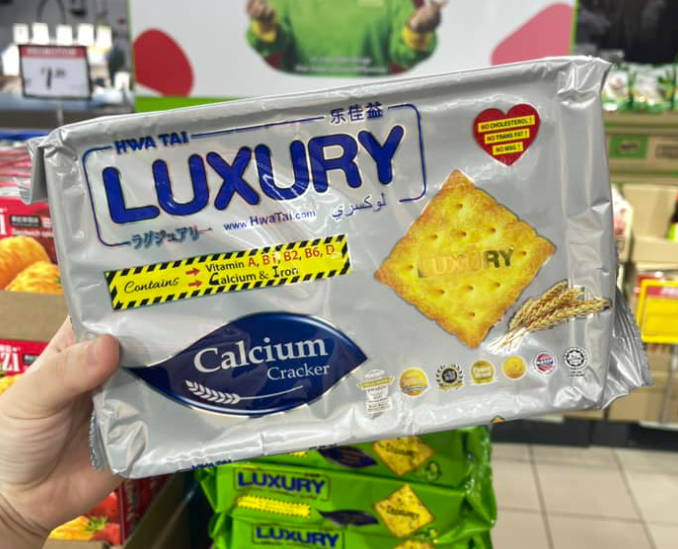 PROMOTION
乐佳益
HWA TAI
LUXURY
www.HwaTai.com
لوكسري
ラグジュアリー
NO CHOLESTEROL !
NO TRANS FAT !
NO MSG !
LUXURY
Contains
Vitamin A, B1, B2, B6, D
Calcium & Iron
Calcium
Cracker
LUXURY
LUXURY